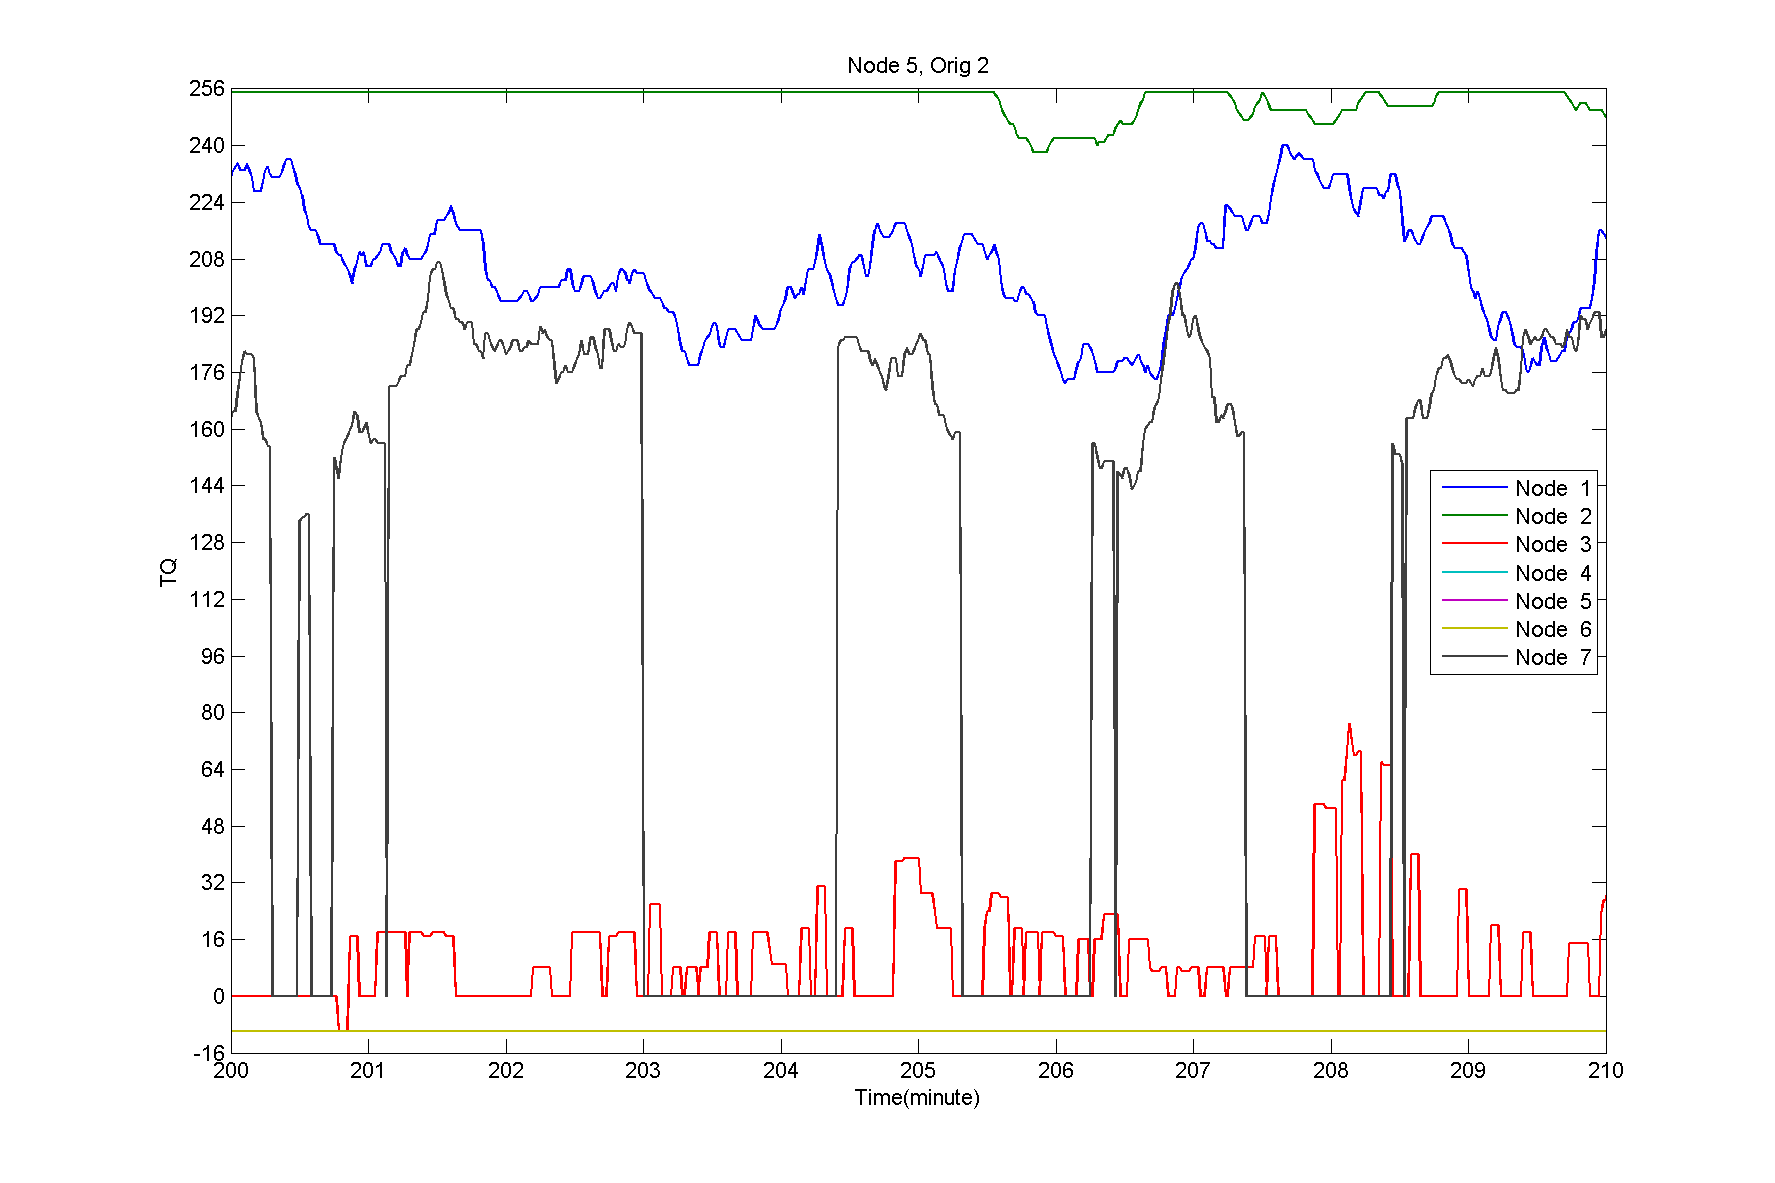 Node 5, Orig 2
256
240
224
208
192
176
160
144
128
112
96
80
64
48
32
16
0
-16
TQ
Node 1
Node 2
Node 3
Node 4
Node 5
Node 6
Node 7
200 201 202 203 204 205 206 207 208 209 210
Time(minute)